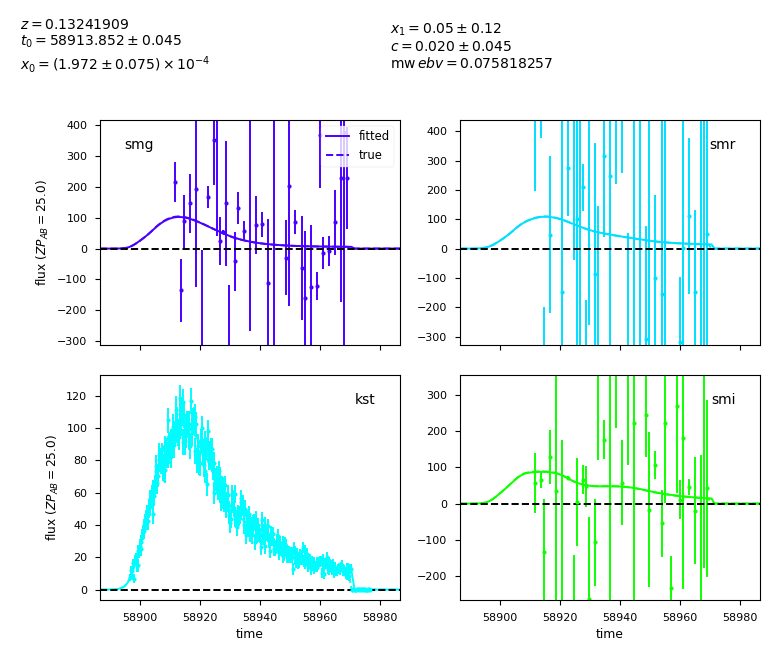 z = 0.13241909
t₀ = 58913.852 ± 0.045
x₀ = (1.972 ± 0.075) × 10⁻⁴
x₁ = 0.05 ± 0.12
c = 0.020 ± 0.045
mw ebv = 0.075818257
smg
fitted
true
400
300
200
100
0
−100
−200
−300
flux (ZP_AB = 25.0)
smr
400
300
200
100
0
−100
−200
−300
kst
120
100
80
60
40
20
0
flux (ZP_AB = 25.0)
58900 58920 58940 58960 58980
time
smi
300
200
100
0
−100
−200
58900 58920 58940 58960 58980
time